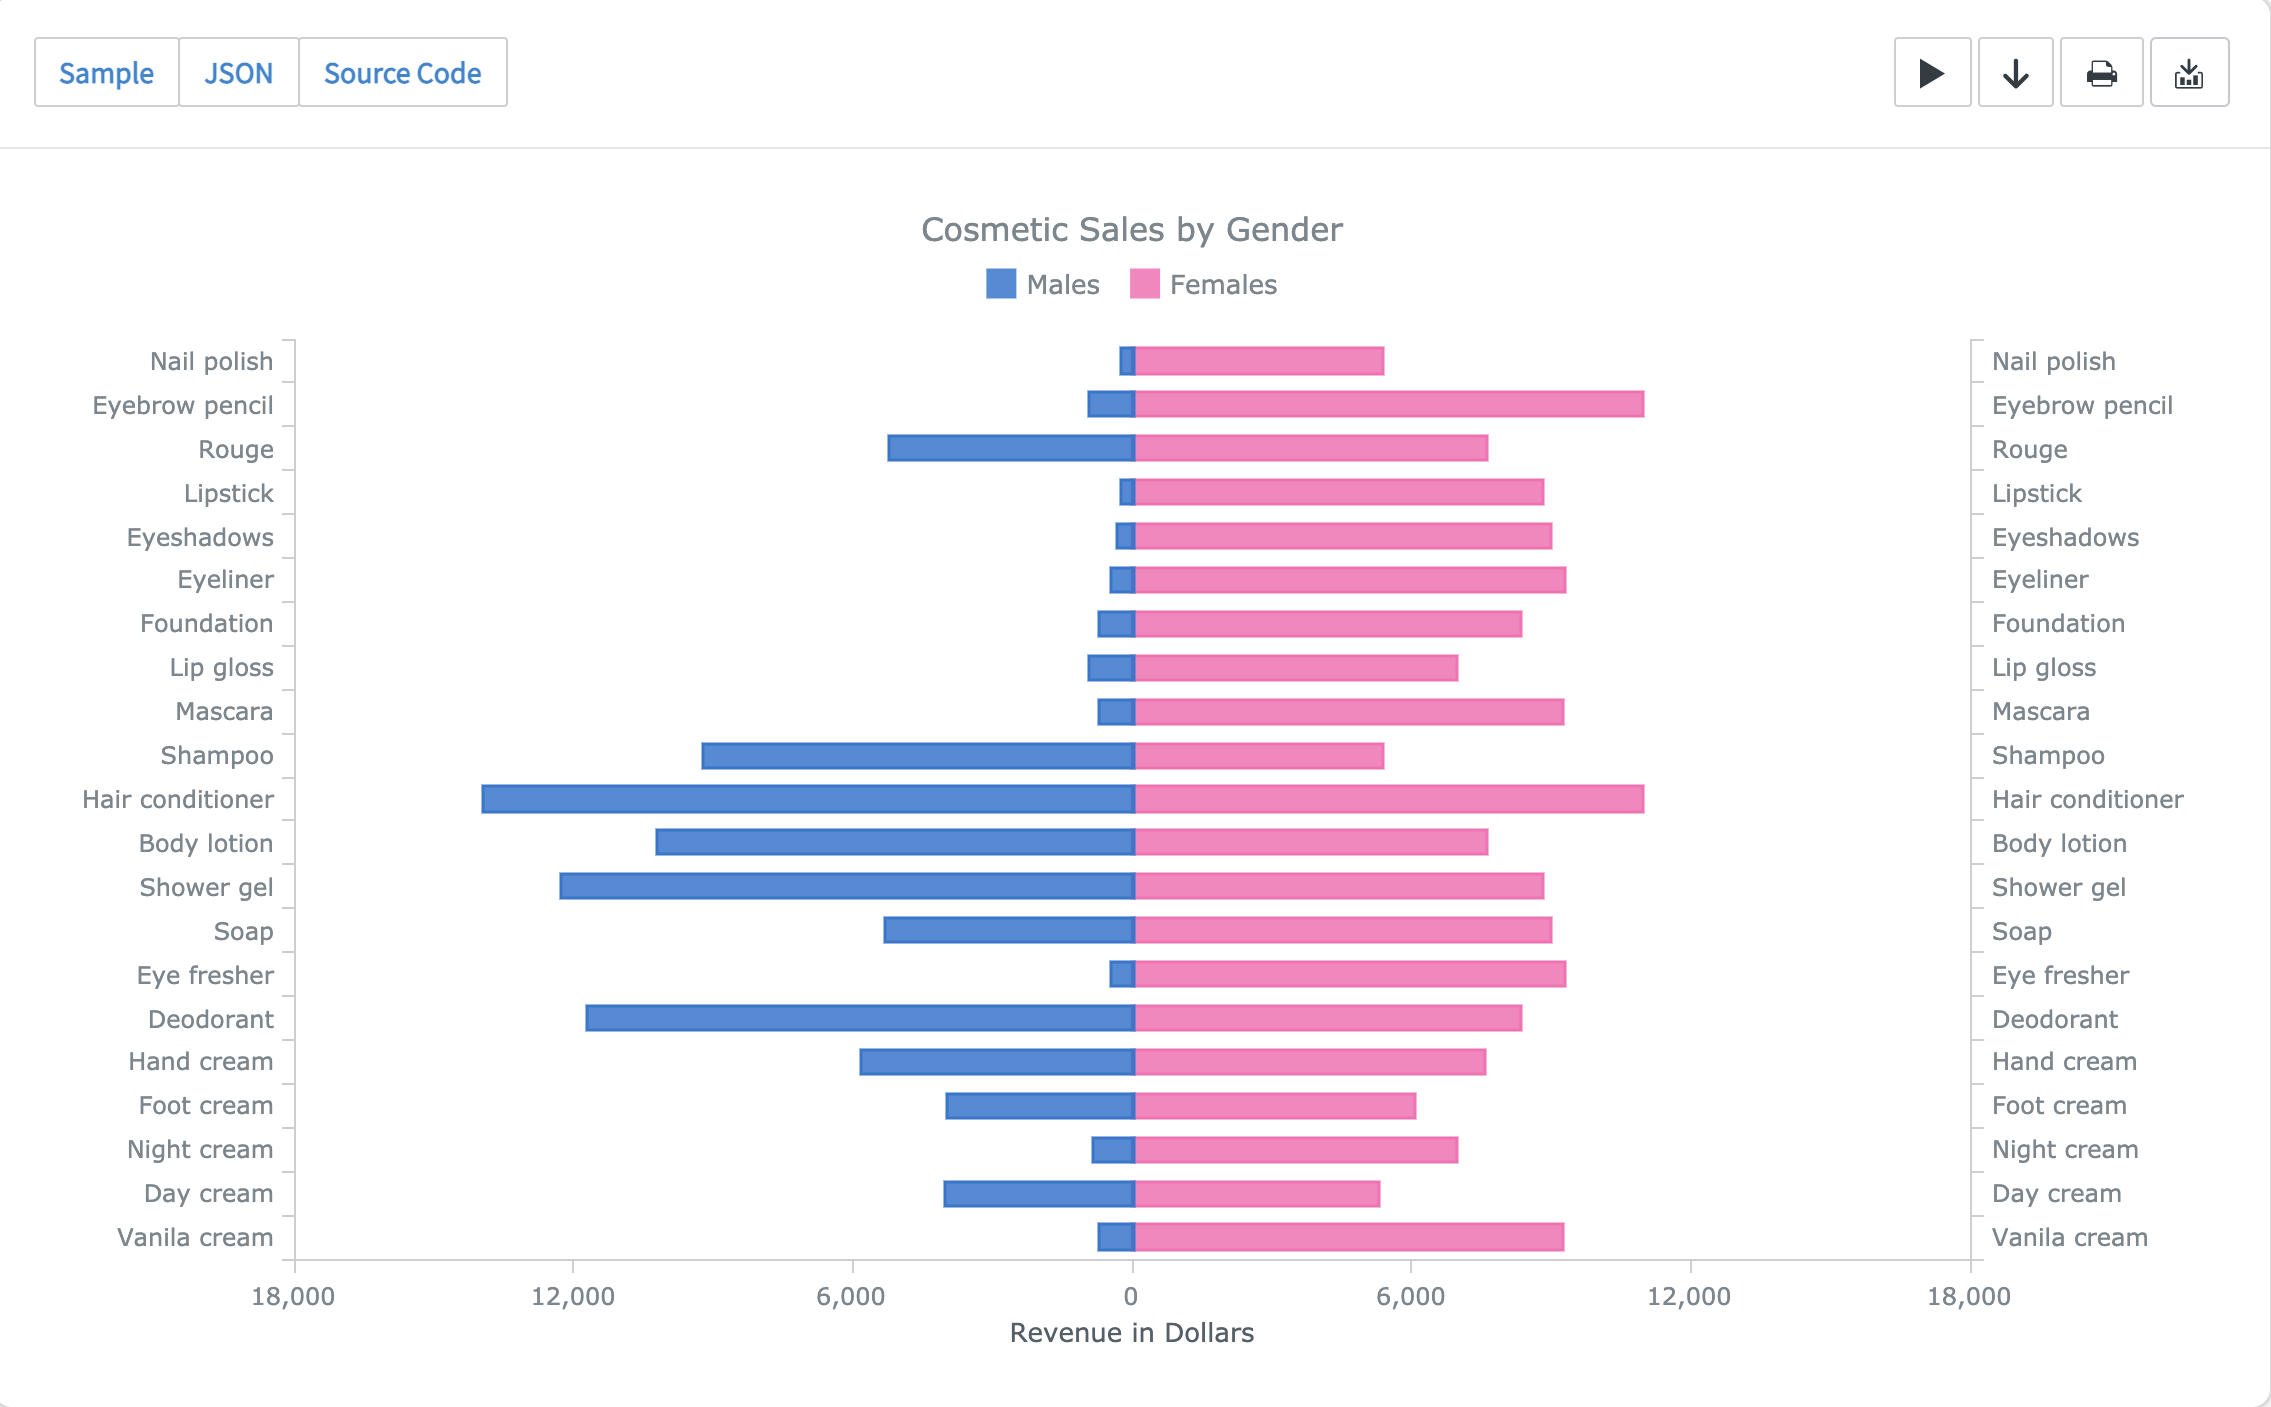 Sample JSON Source Code
Cosmetic Sales by Gender
Males Females
Nail polish Nail polish
Eyebrow pencil Eyebrow pencil
Rouge Rouge
Lipstick Lipstick
Eyeshadows Eyeshadows
Eyeliner Eyeliner
Foundation Foundation
Lip gloss Lip gloss
Mascara Mascara
Shampoo Shampoo
Hair conditioner Hair conditioner
Body lotion Body lotion
Shower gel Shower gel
Soap Soap
Eye fresher Eye fresher
Deodorant Deodorant
Hand cream Hand cream
Foot cream Foot cream
Night cream Night cream
Day cream Day cream
Vanila cream Vanila cream
18,000 12,000 6,000 0 6,000 12,000 18,000
Revenue in Dollars